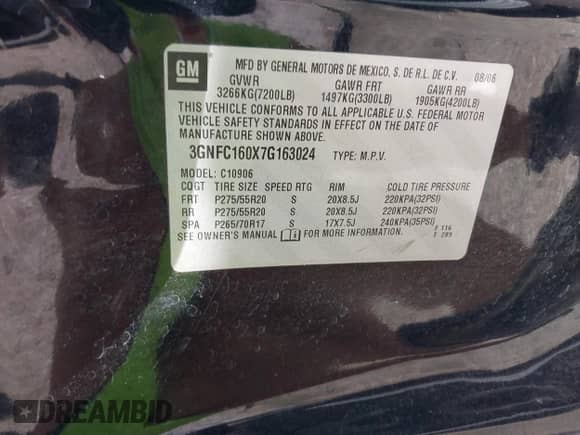 GM
MFD BY GENERAL MOTORS DE MEXICO, S. DE R.L. DE C.V. 08/06
GVWR GAWR FRT GAWR RR
3266KG(7200LB) 1497KG(3300LB) 1905KG(4200LB)
THIS VEHICLE CONFORMS TO ALL APPLICABLE U.S. FEDERAL MOTOR
VEHICLE SAFETY STANDARDS IN EFFECT ON THE DATE OF
MANUFACTURE SHOWN ABOVE.
3GNFC160X7G163024 TYPE: M.P.V.
MODEL: C10906
CQGT TIRE SIZE SPEED RTG RIM COLD TIRE PRESSURE
FRT P275/55R20 S 20X8.5J 220KPA(32PSI)
RR P275/55R20 S 20X8.5J 220KPA(32PSI)
SPA P265/70R17 S 17X7.5J 240KPA(35PSI)
SEE OWNER'S MANUAL FOR MORE INFORMATION. F 116
T 289
DREAMBID